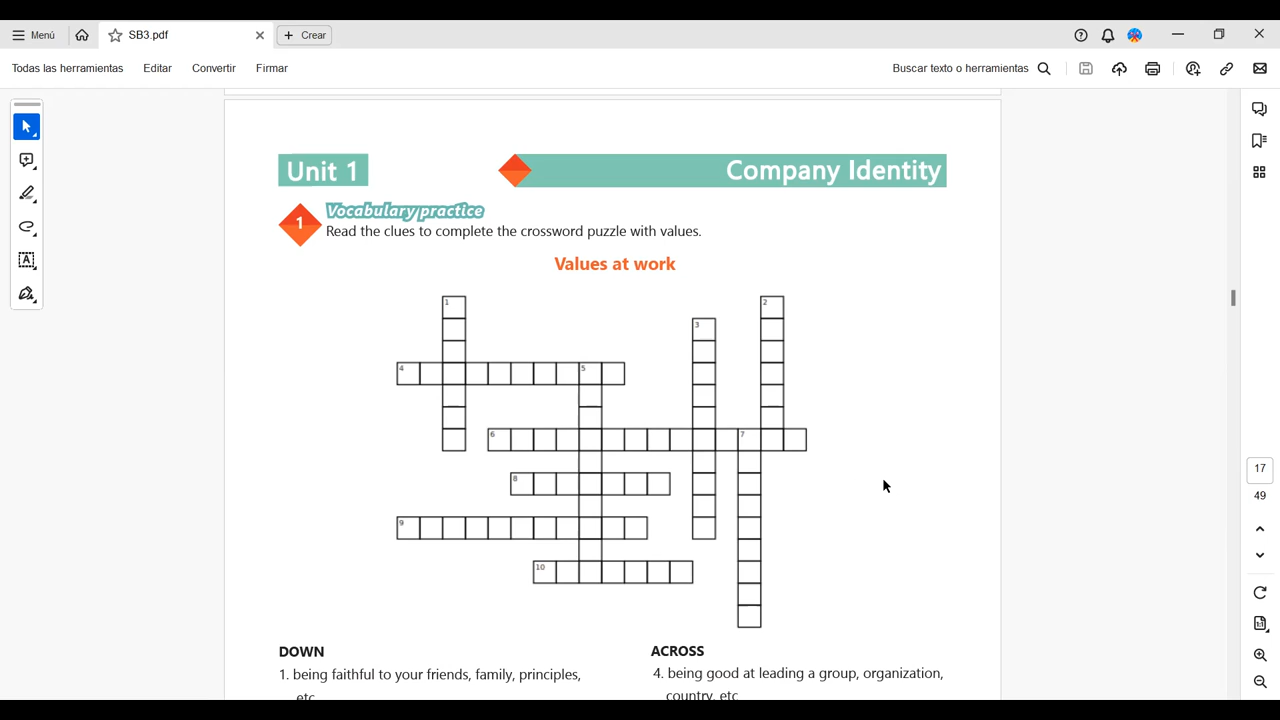 Menú
SB3.pdf
Crear
Todas las herramientas
Editar
Convertir
Firmar
Buscar texto o herramientas
Unit 1
Company Identity
1
Vocabulary practice
Read the clues to complete the crossword puzzle with values.
Values at work
1
2
3
4
5
6
7
8
9
10
17
49
DOWN
1. being faithful to your friends, family, principles,
etc
ACROSS
4. being good at leading a group, organization,
country, etc